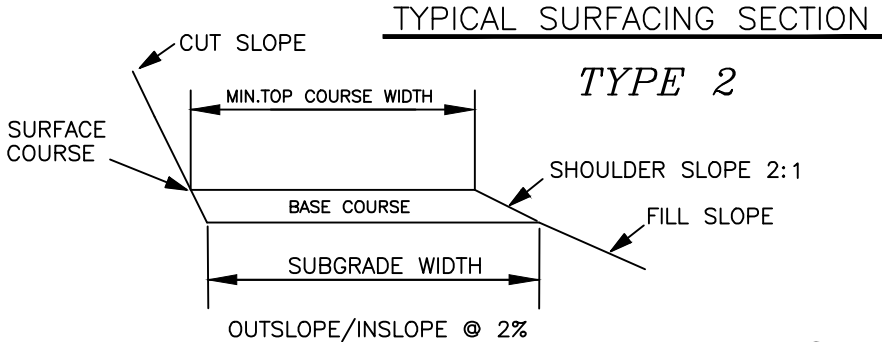 TYPICAL SURFACING SECTION
CUT SLOPE
TYPE 2
MIN.TOP COURSE WIDTH
SURFACE
COURSE
SHOULDER SLOPE 2:1
BASE COURSE
FILL SLOPE
SUBGRADE WIDTH
OUTSLOPE/INSLOPE @ 2%